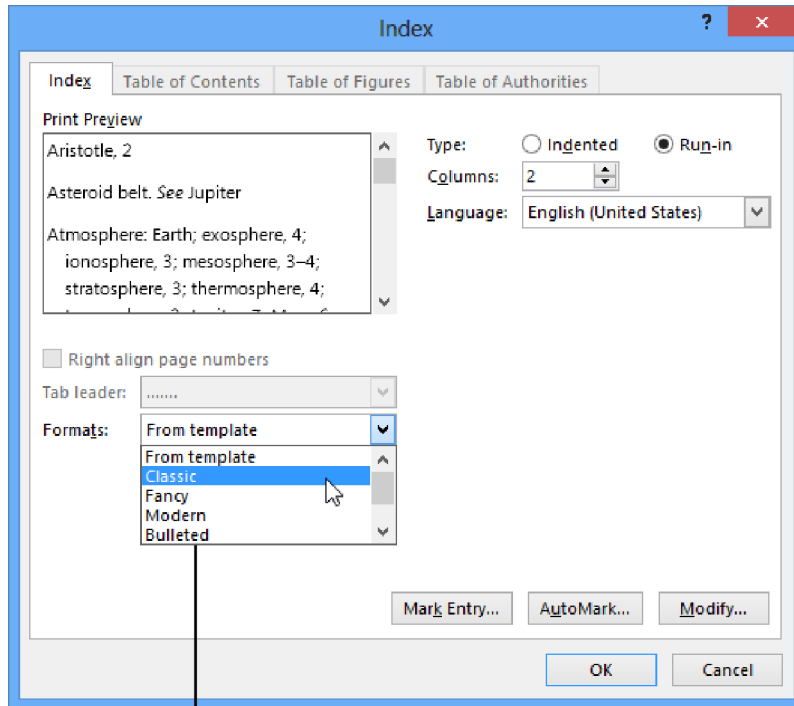 Index
?
Index
Table of Contents
Table of Figures
Table of Authorities
Print Preview
Aristotle, 2
Asteroid belt. See Jupiter
Atmosphere: Earth; exosphere, 4;
ionosphere, 3; mesosphere, 3–4;
stratosphere, 3; thermosphere, 4;
Type:
Indented
Run-in
Columns:
2
Language:
English (United States)
Right align page numbers
Tab leader:
.......
Formats:
From template
From template
Classic
Fancy
Modern
Bulleted
Mark Entry...
AutoMark...
Modify...
OK
Cancel